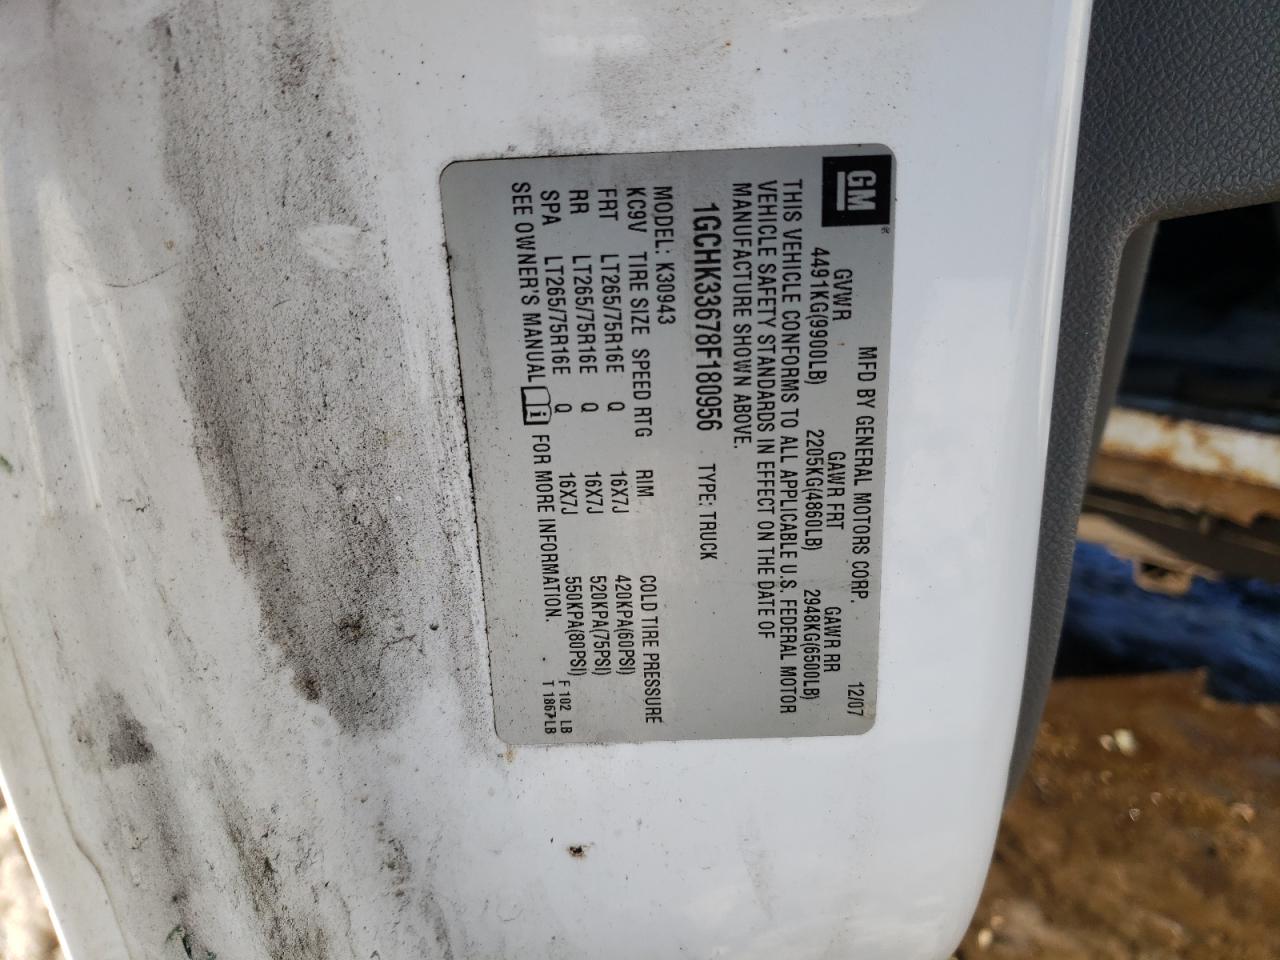 GM®
MFD BY GENERAL MOTORS CORP. 12/07
GVWR GAWR FRT GAWR RR
4491KG(9900LB) 2205KG(4860LB) 2948KG(6500LB)
THIS VEHICLE CONFORMS TO ALL APPLICABLE U.S. FEDERAL MOTOR
VEHICLE SAFETY STANDARDS IN EFFECT ON THE DATE OF
MANUFACTURE SHOWN ABOVE.
1GCHK33678F180956 TYPE: TRUCK
MODEL: K30943
KC9V TIRE SIZE SPEED RTG RIM COLD TIRE PRESSURE
FRT LT265/75R16E Q 16X7J 420KPA(60PSI)
RR LT265/75R16E Q 16X7J 520KPA(75PSI)
SPA LT265/75R16E Q 16X7J 550KPA(80PSI)
SEE OWNER'S MANUAL i FOR MORE INFORMATION.
F 102 LB
T 1867LB